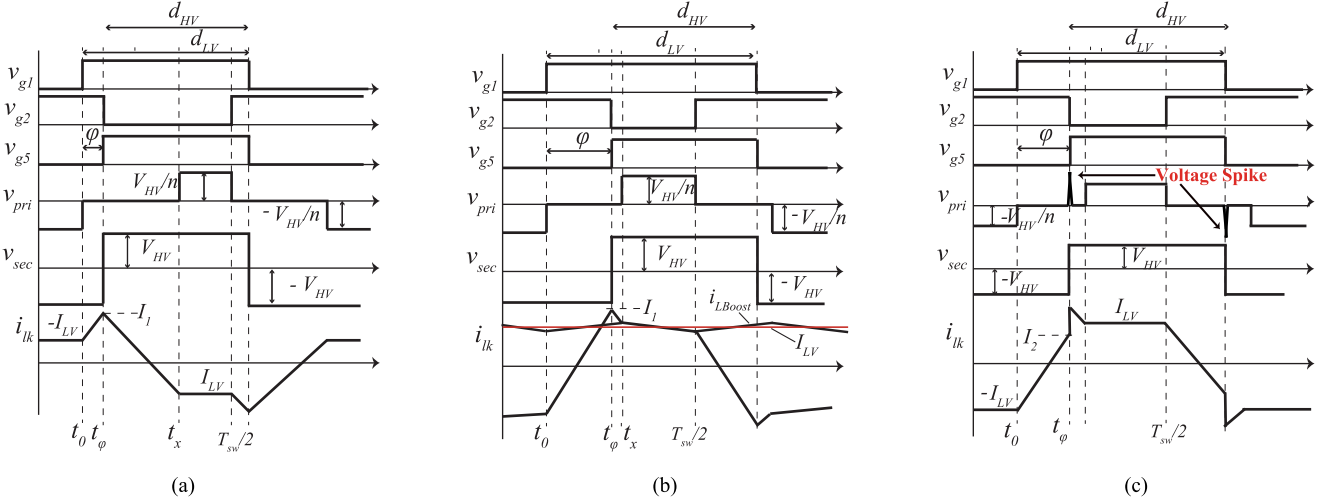 d_HV
d_LV
v_g1
v_g2
φ
v_g5
V_HV/n
v_pri
- V_HV/n
v_sec
V_HV
- V_HV
- I_1
-I_LV
i_lk
I_LV
t_0 t_φ t_x T_sw/2
(a)
d_HV
d_LV
v_g1
v_g2
φ
v_g5
V_HV/n
v_pri
- V_HV/n
v_sec
V_HV
- V_HV
I_1
i_LBoost
i_lk
I_LV
t_0 t_φ t_x T_sw/2
(b)
d_HV
d_LV
v_g1
v_g2
φ
v_g5
Voltage Spike
v_pri
-V_HV/n
v_sec
V_HV
-V_HV
I_LV
i_lk
I_2
-I_LV
t_0 t_φ T_sw/2
(c)